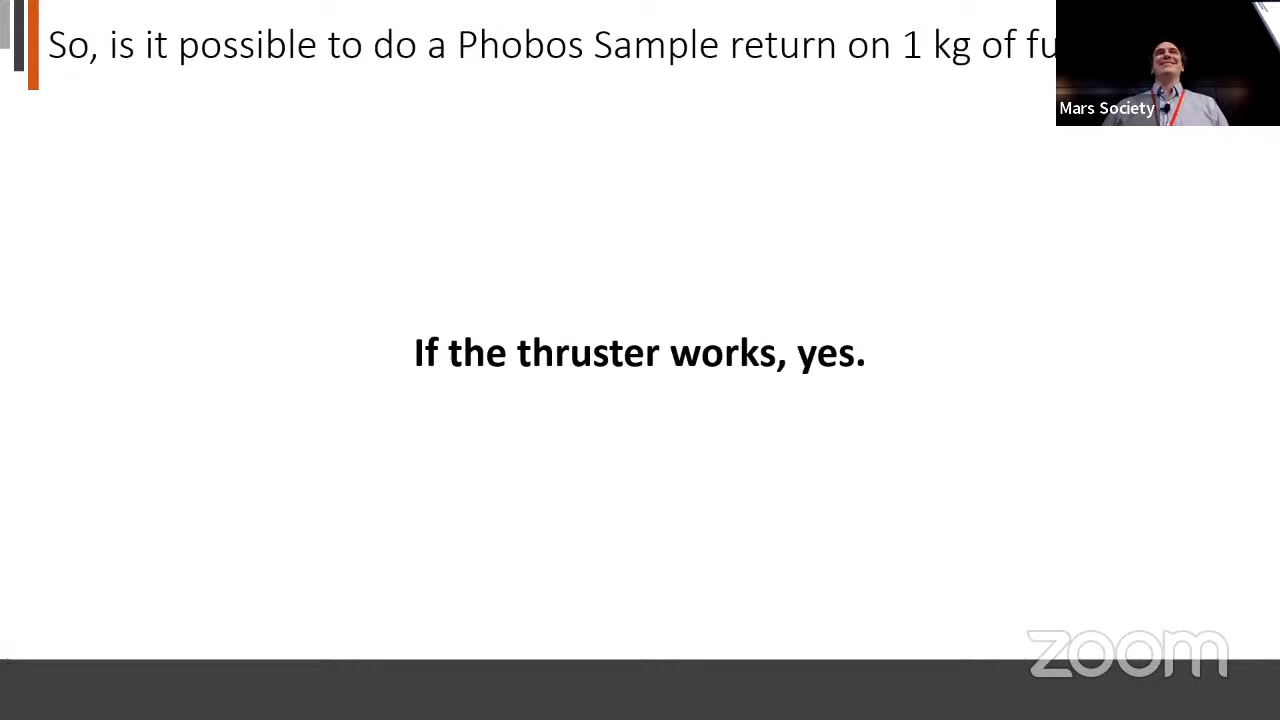 So, is it possible to do a Phobos Sample return on 1 kg of
Mars Society
If the thruster works, yes.
zoom